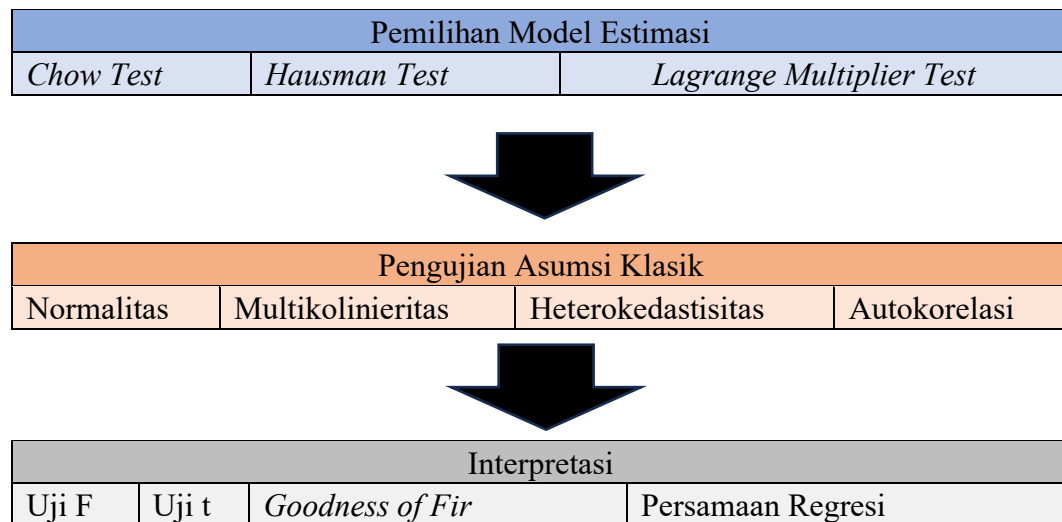 Pemilihan Model Estimasi
Chow Test Hausman Test Lagrange Multiplier Test
Pengujian Asumsi Klasik
Normalitas Multikolinieritas Heterokedastisitas Autokorelasi
Interpretasi
Uji F Uji t Goodness of Fir Persamaan Regresi